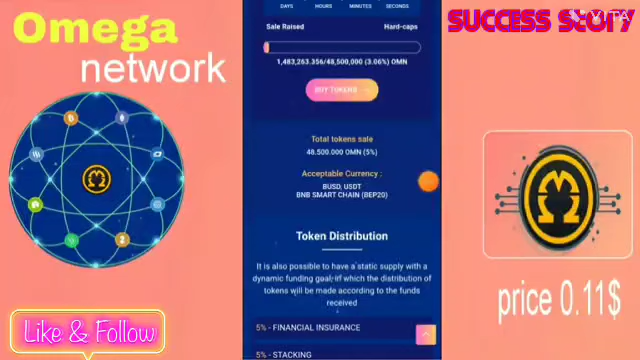 Omega
network
SUCCESS StorY
VITA
DAYS HOURS MINUTES SECONDS
Sale Raised Hard-caps
1,483,263.356/48,500,000 (3.06%) OMN
BUY TOKENS
Total tokens sale
48.500.000 OMN (5%)
Acceptable Currency :
BUSD, USDT
BNB SMART CHAIN (BEP20)
Token Distribution
It is also possible to have a static supply with a
dynamic funding goal, if which the distribution of
tokens will be made according to the funds
received
5% - FINANCIAL INSURANCE
5% - STACKING
price 0.11$
Like & Follow